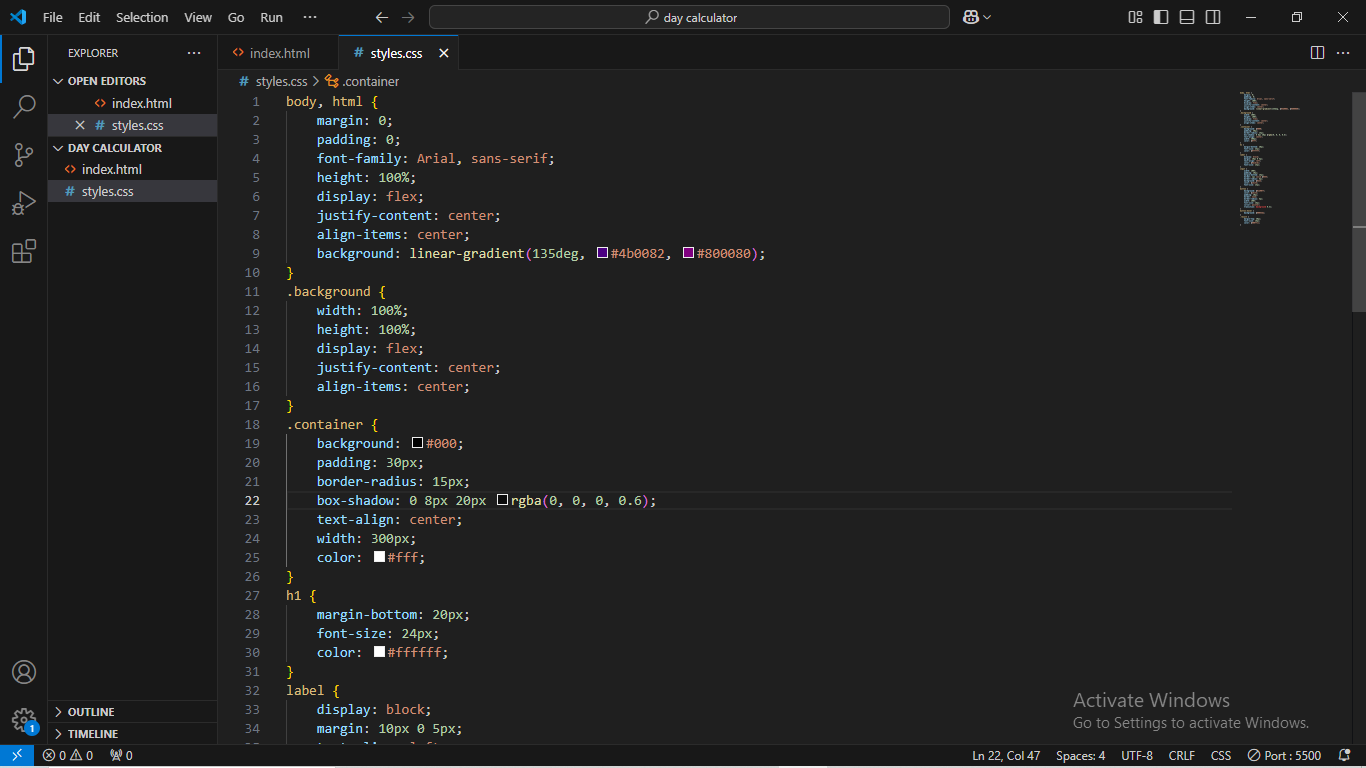 File Edit Selection View Go Run ···
day calculator
EXPLORER ···
OPEN EDITORS
index.html
# styles.css
DAY CALCULATOR
index.html
# styles.css
OUTLINE
TIMELINE
1
index.html
# styles.css
# styles.css > .container
1 body, html {
2 margin: 0;
3 padding: 0;
4 font-family: Arial, sans-serif;
5 height: 100%;
6 display: flex;
7 justify-content: center;
8 align-items: center;
9 background: linear-gradient(135deg, #4b0082, #800080);
10 }
11 .background {
12 width: 100%;
13 height: 100%;
14 display: flex;
15 justify-content: center;
16 align-items: center;
17 }
18 .container {
19 background: #000;
20 padding: 30px;
21 border-radius: 15px;
22 box-shadow: 0 8px 20px rgba(0, 0, 0, 0.6);
23 text-align: center;
24 width: 300px;
25 color: #fff;
26 }
27 h1 {
28 margin-bottom: 20px;
29 font-size: 24px;
30 color: #ffffff;
31 }
32 label {
33 display: block;
34 margin: 10px 0 5px;
Activate Windows
Go to Settings to activate Windows.
0 0 0
Ln 22, Col 47 Spaces: 4 UTF-8 CRLF CSS Port : 5500